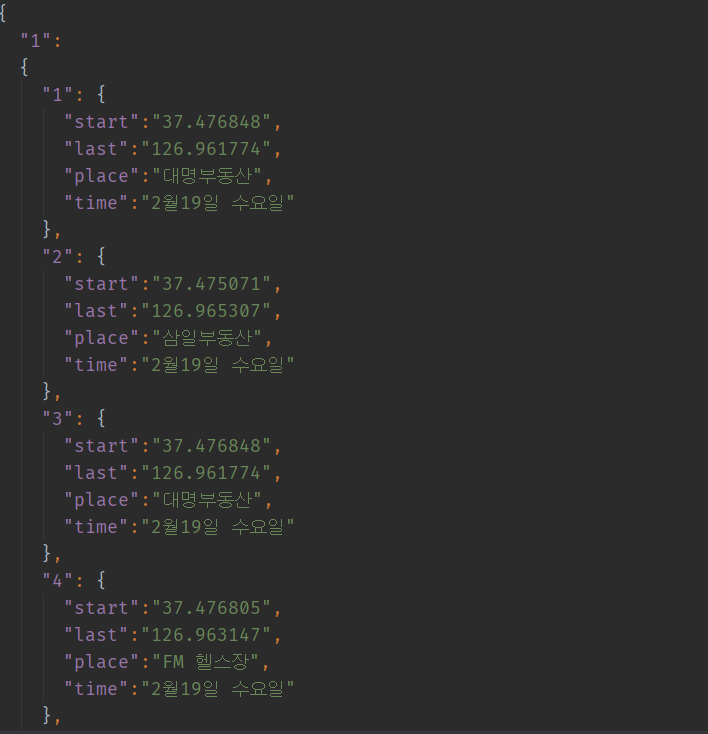 {
"1":
{
"1": {
"start":"37.476848",
"last":"126.961774",
"place":"대명부동산",
"time":"2월19일 수요일"
},
"2": {
"start":"37.475071",
"last":"126.965307",
"place":"삼일부동산",
"time":"2월19일 수요일"
},
"3": {
"start":"37.476848",
"last":"126.961774",
"place":"대명부동산",
"time":"2월19일 수요일"
},
"4": {
"start":"37.476805",
"last":"126.963147",
"place":"FM 헬스장",
"time":"2월19일 수요일"
},